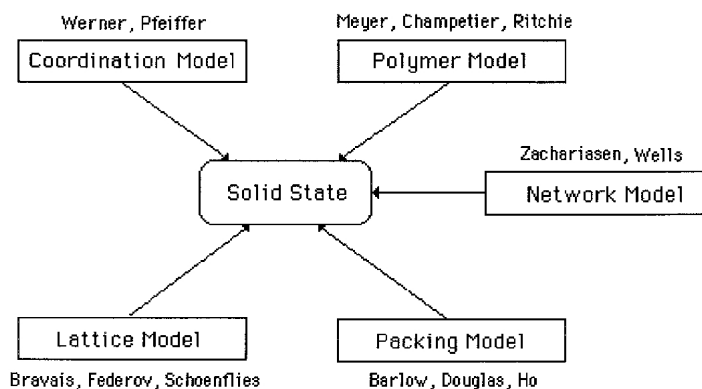 Werner, Pfeiffer
Coordination Model
Meyer, Champetier, Ritchie
Polymer Model
Zachariasen, Wells
Network Model
Solid State
Lattice Model
Bravais, Federov, Schoenflies
Packing Model
Barlow, Douglas, Ho